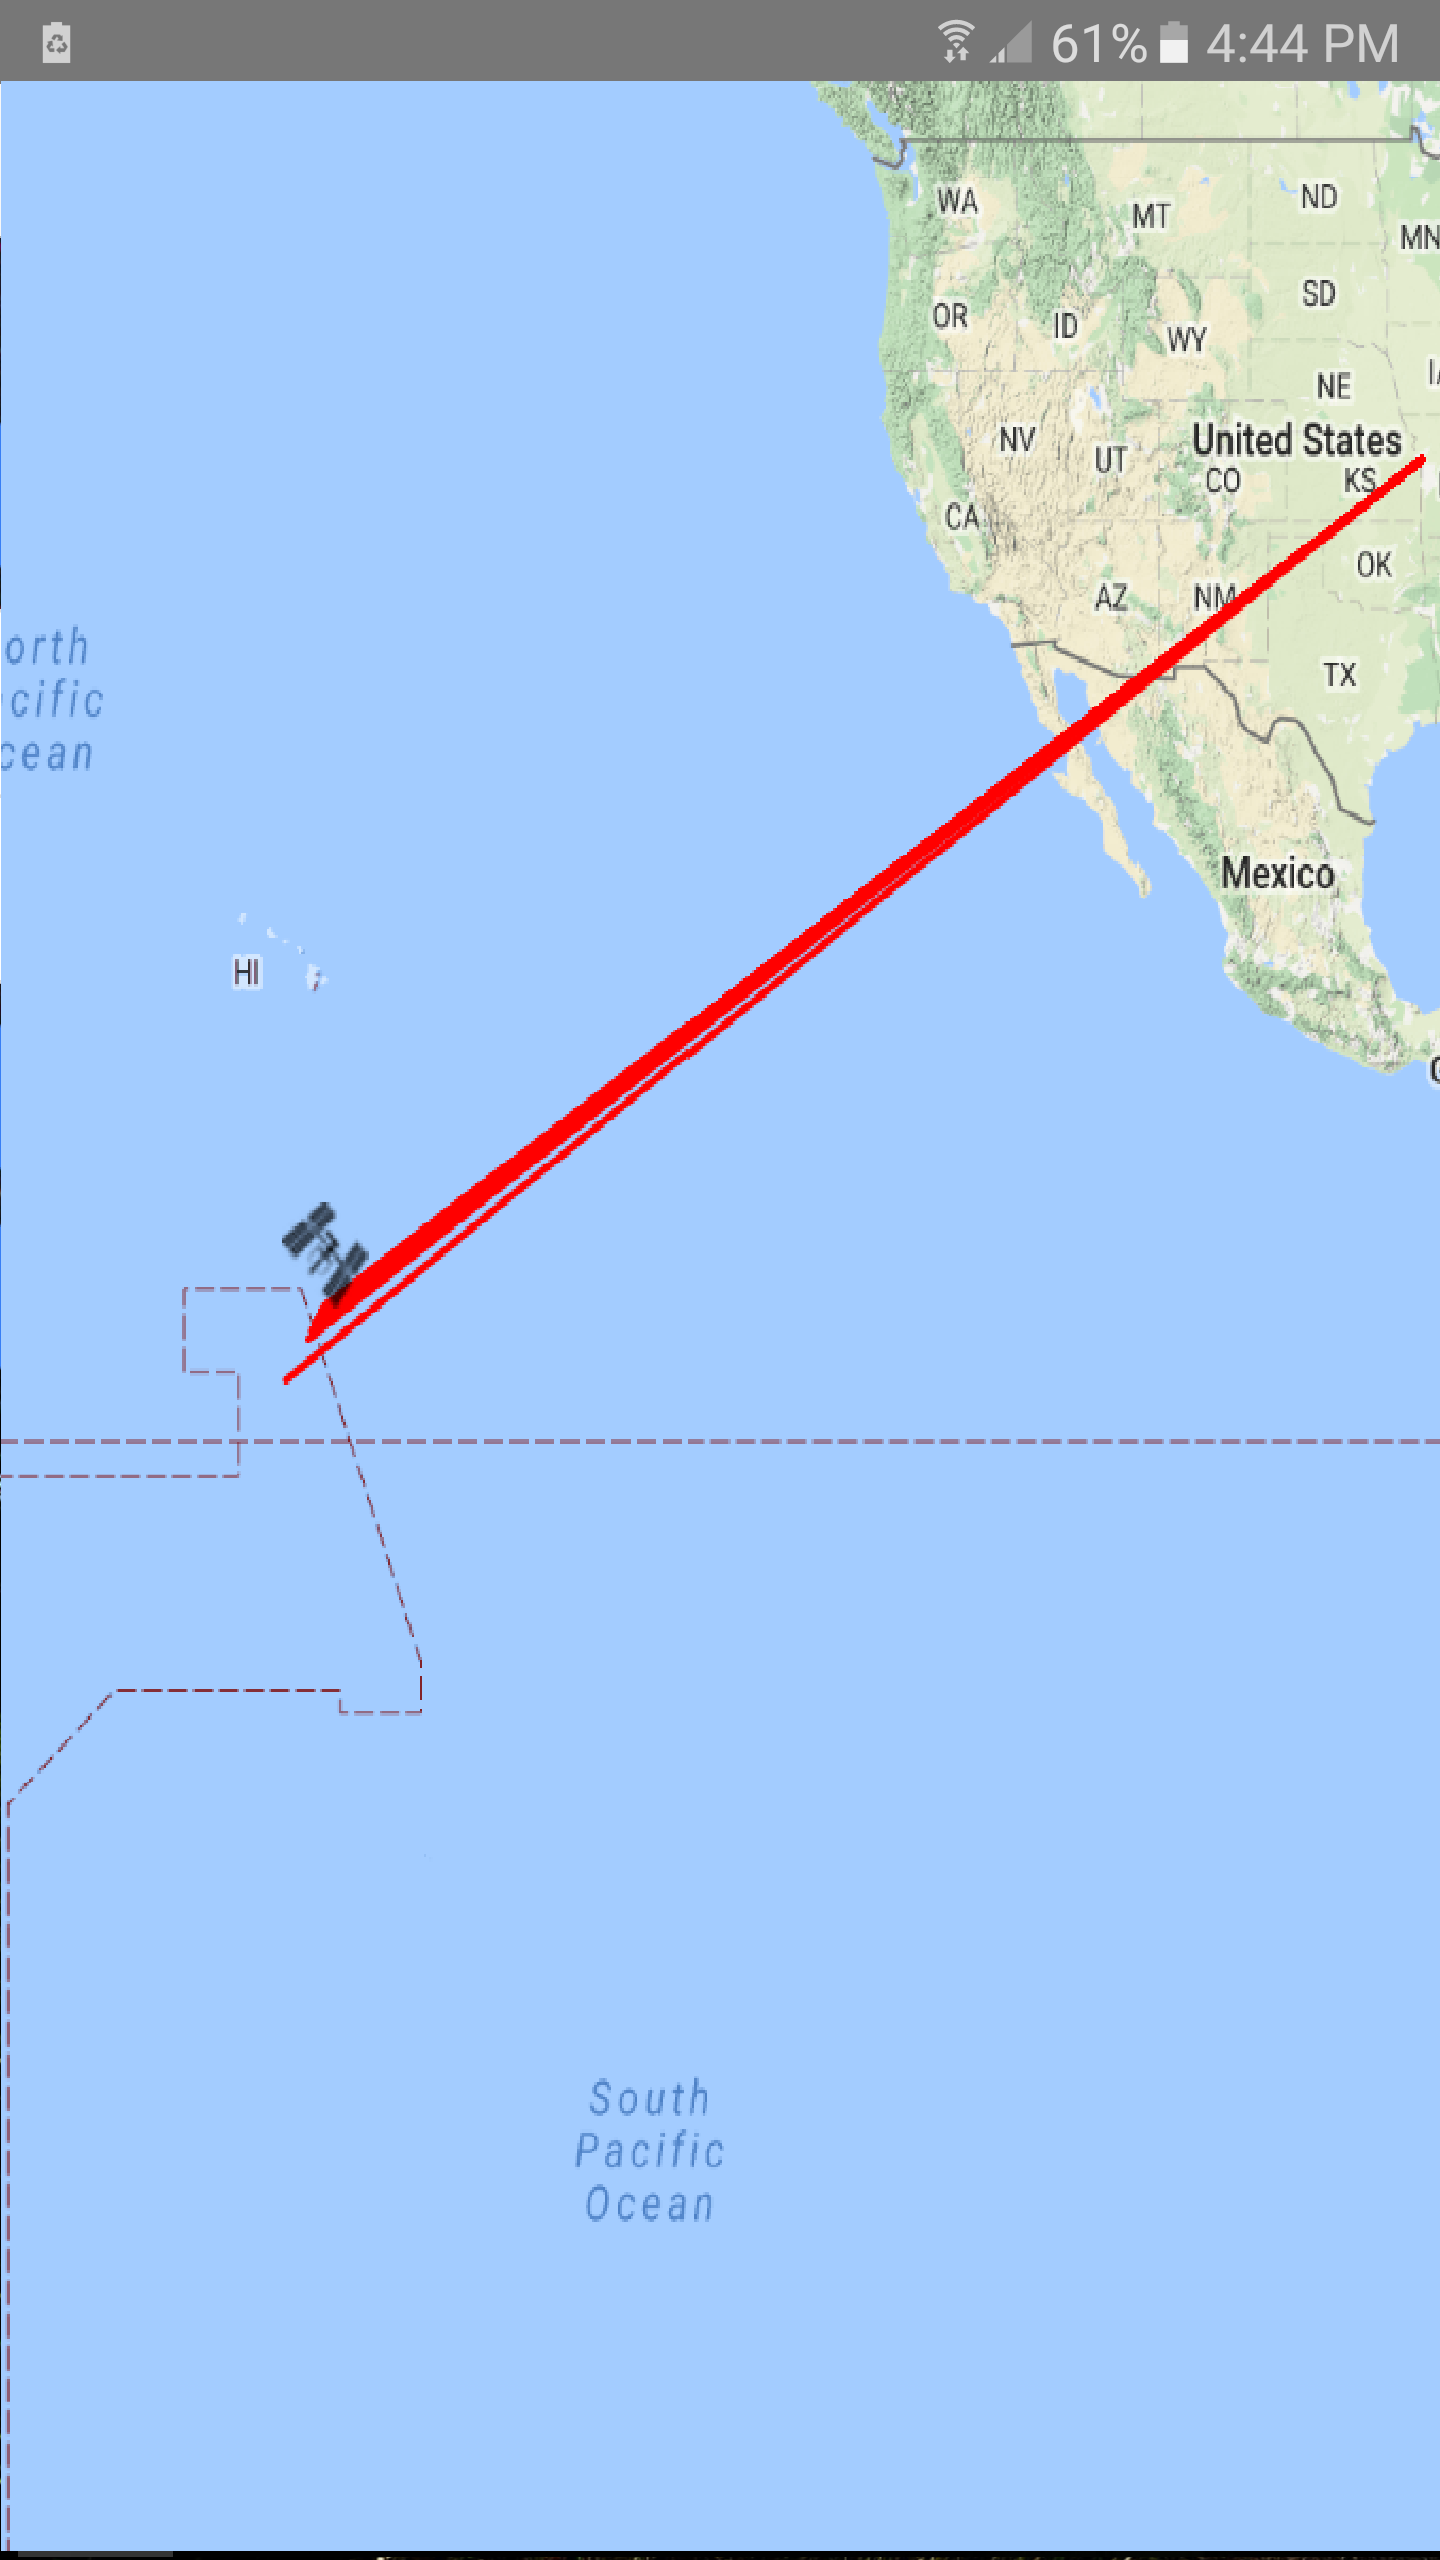 61% 4:44 PM
WA
MT
ND
MN
OR
ID
SD
WY
NE
NV
UT
United States
CO
KS
CA
OK
AZ
NM
TX
orth
cific
cean
Mexico
HI
South
Pacific
Ocean